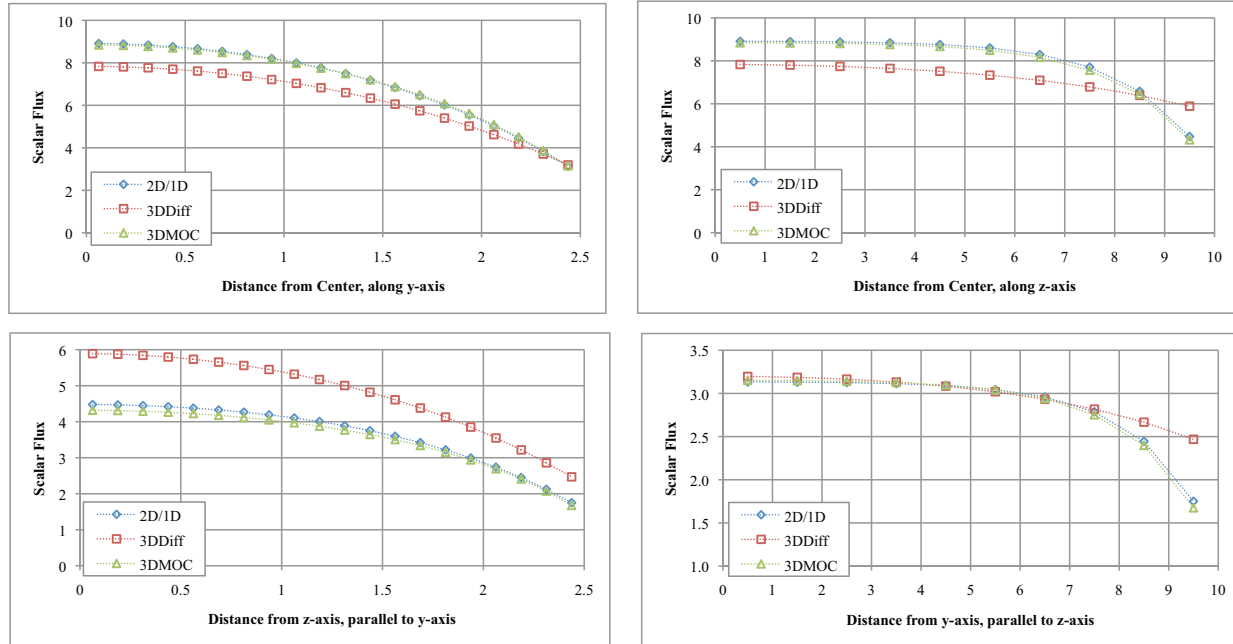 10
8
6
4
2
0
Scalar Flux
2D/1D
3DDiff
3DMOC
0 0.5 1 1.5 2 2.5
Distance from Center, along y-axis
10
8
6
4
2
0
Scalar Flux
2D/1D
3DDiff
3DMOC
0 1 2 3 4 5 6 7 8 9 10
Distance from Center, along z-axis
6
5
4
3
2
1
0
Scalar Flux
2D/1D
3DDiff
3DMOC
0 0.5 1 1.5 2 2.5
Distance from z-axis, parallel to y-axis
3.5
3.0
2.5
2.0
1.5
1.0
Scalar Flux
2D/1D
3DDiff
3DMOC
0 1 2 3 4 5 6 7 8 9 10
Distance from y-axis, parallel to z-axis